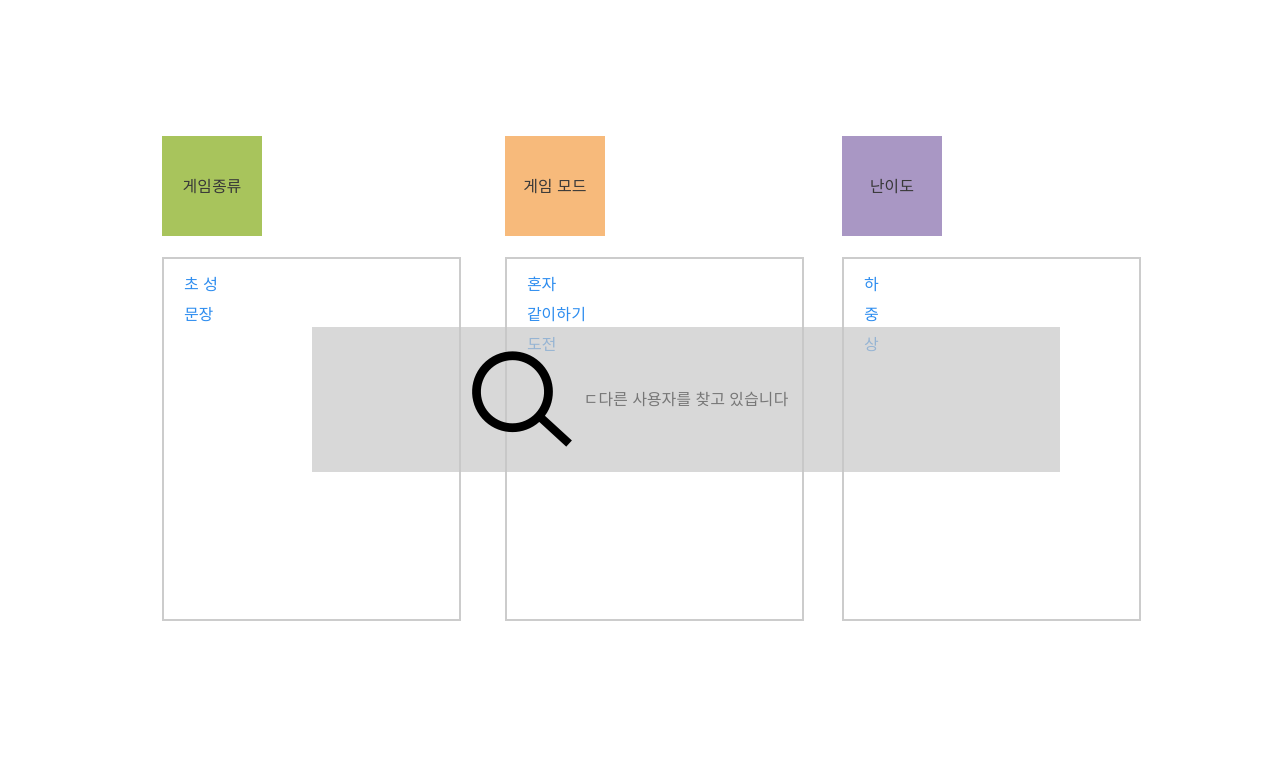 게임종류
게임 모드
난이도
초 성
문장
혼자
같이하기
도전
하
중
상
ㄷ다른 사용자를 찾고 있습니다